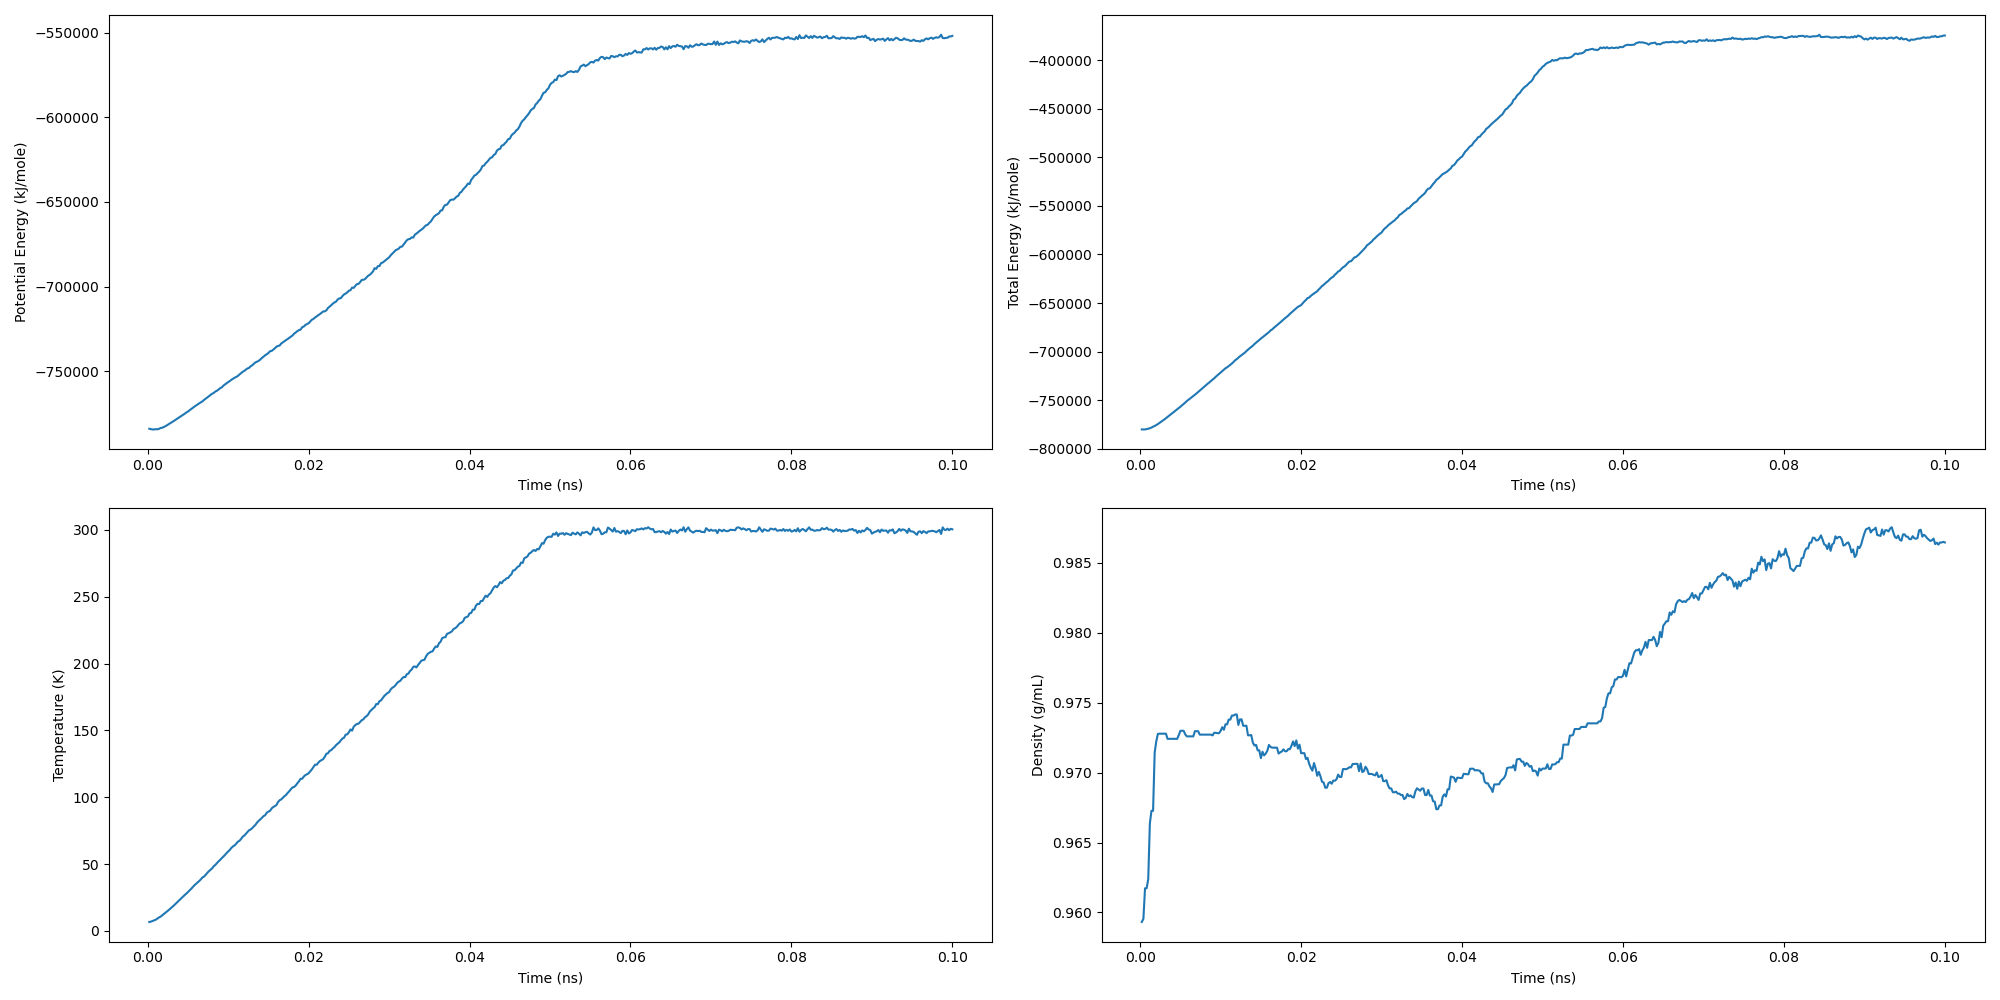 −550000
−600000
−650000
−700000
−750000
Potential Energy (kJ/mole)
0.00 0.02 0.04 0.06 0.08 0.10
Time (ns)
−400000
−450000
−500000
−550000
−600000
−650000
−700000
−750000
−800000
Total Energy (kJ/mole)
0.00 0.02 0.04 0.06 0.08 0.10
Time (ns)
300
250
200
150
100
50
0
Temperature (K)
0.00 0.02 0.04 0.06 0.08 0.10
Time (ns)
0.985
0.980
0.975
0.970
0.965
0.960
Density (g/mL)
0.00 0.02 0.04 0.06 0.08 0.10
Time (ns)